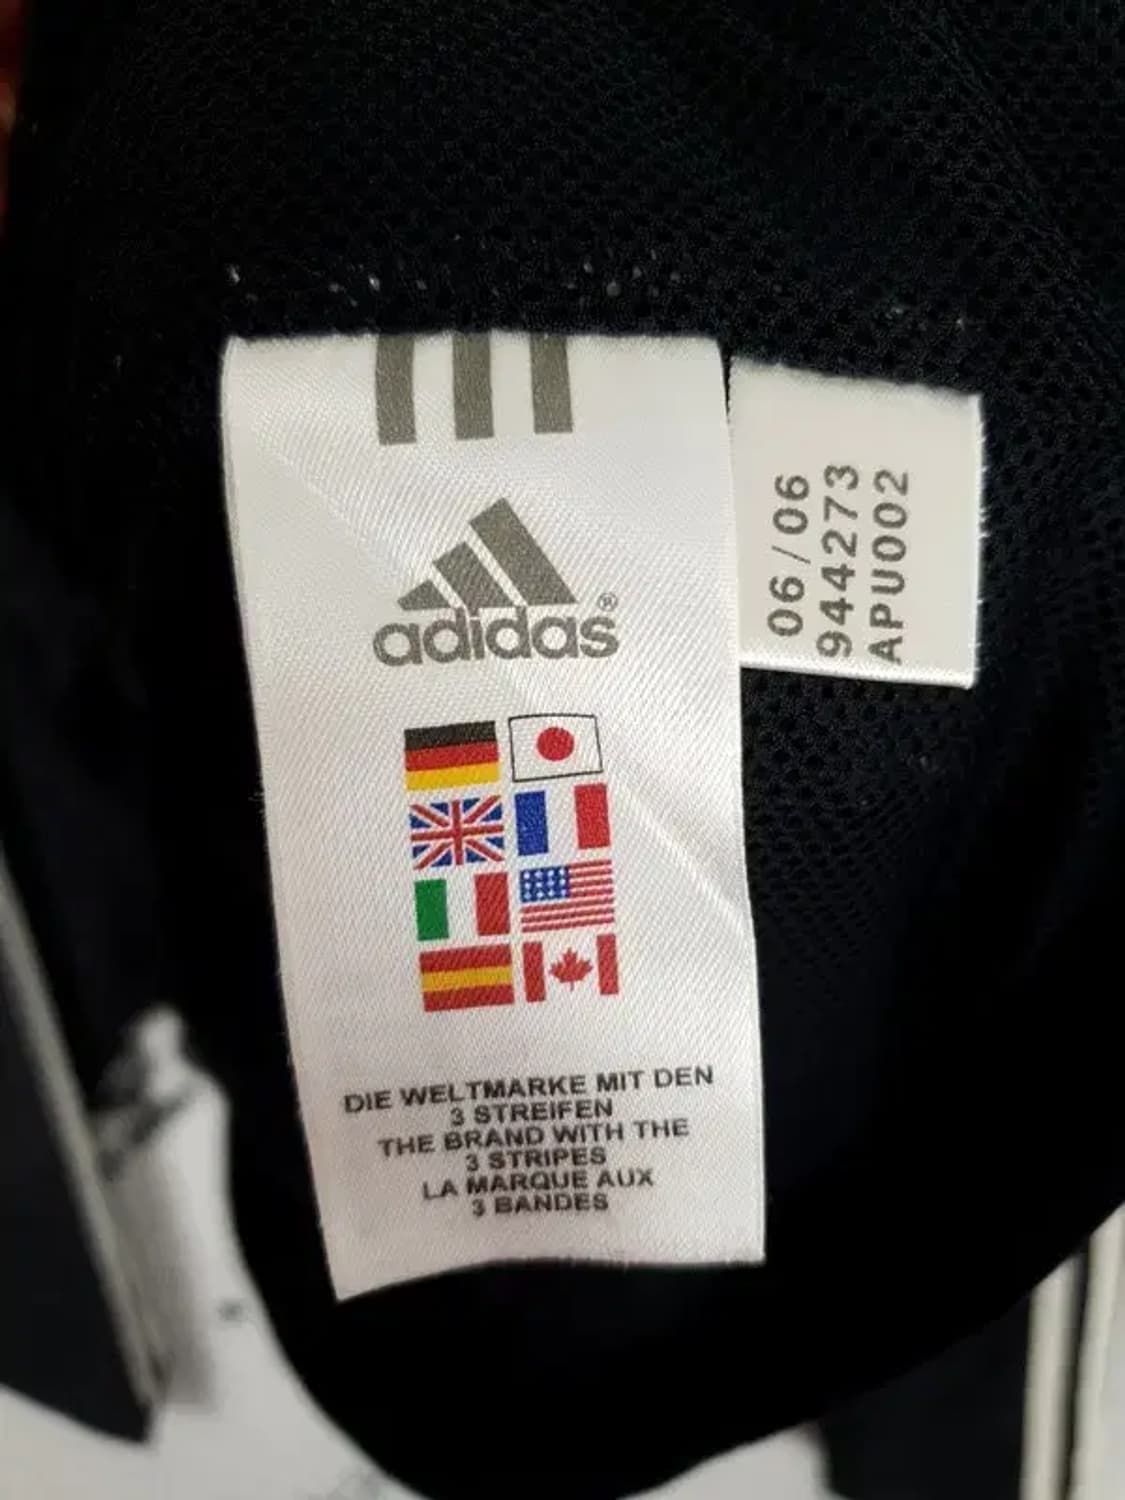 adidas®
DIE WELTMARKE MIT DEN
3 STREIFEN
THE BRAND WITH THE
3 STRIPES
LA MARQUE AUX
3 BANDES
06/06
944273
APU002